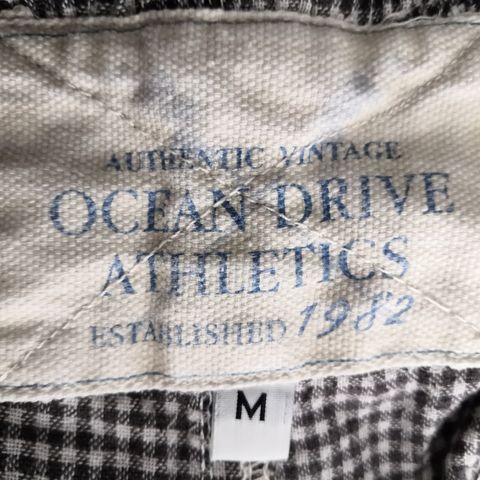 AUTHENTIC VINTAGE
OCEAN DRIVE
ATHLETICS
ESTABLISHED 1982
M